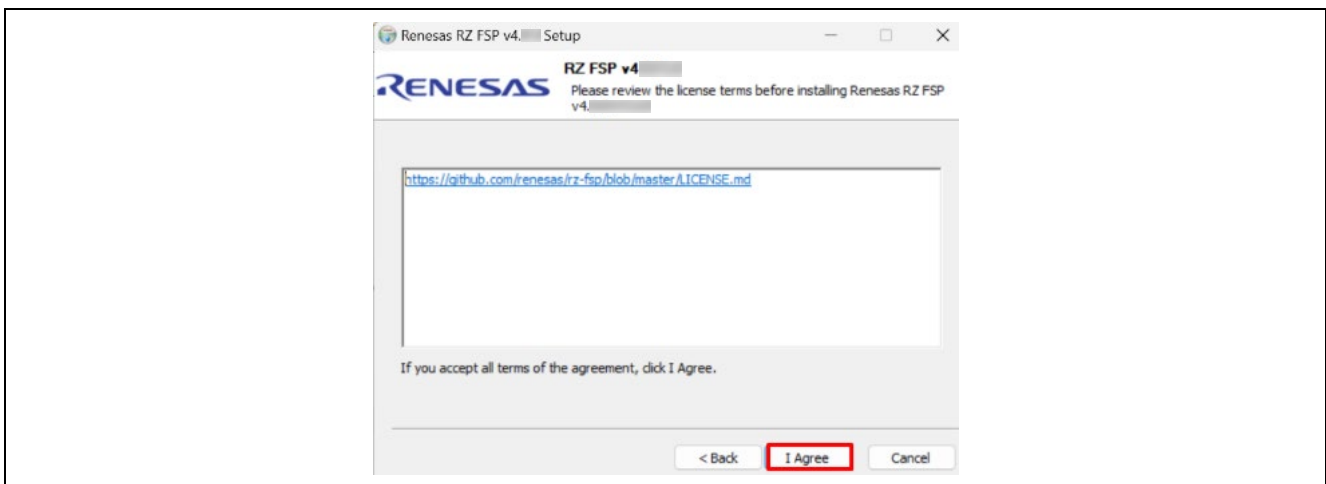 Renesas RZ FSP v4. Setup
RENESAS
RZ FSP v4
Please review the license terms before installing Renesas RZ FSP
v4.
https://github.com/renesas/rz-fsp/blob/master/LICENSE.md
If you accept all terms of the agreement, click I Agree.
< Back I Agree Cancel